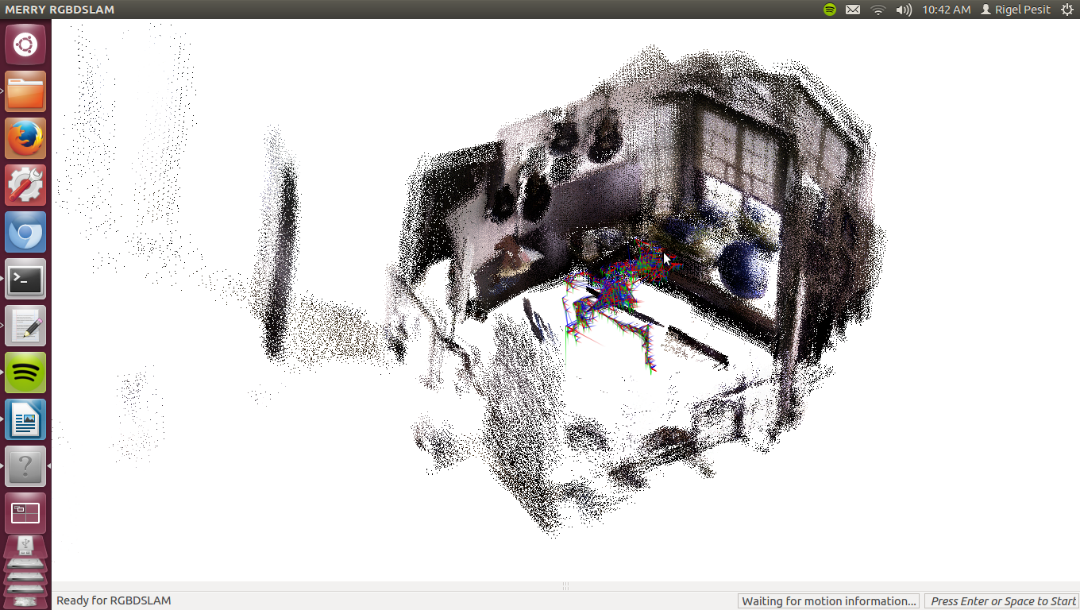 MERRY RGBDSLAM
10:42 AM
Rigel Pesit
>_
?
Ready for RGBDSLAM
Waiting for motion information...
Press Enter or Space to Start